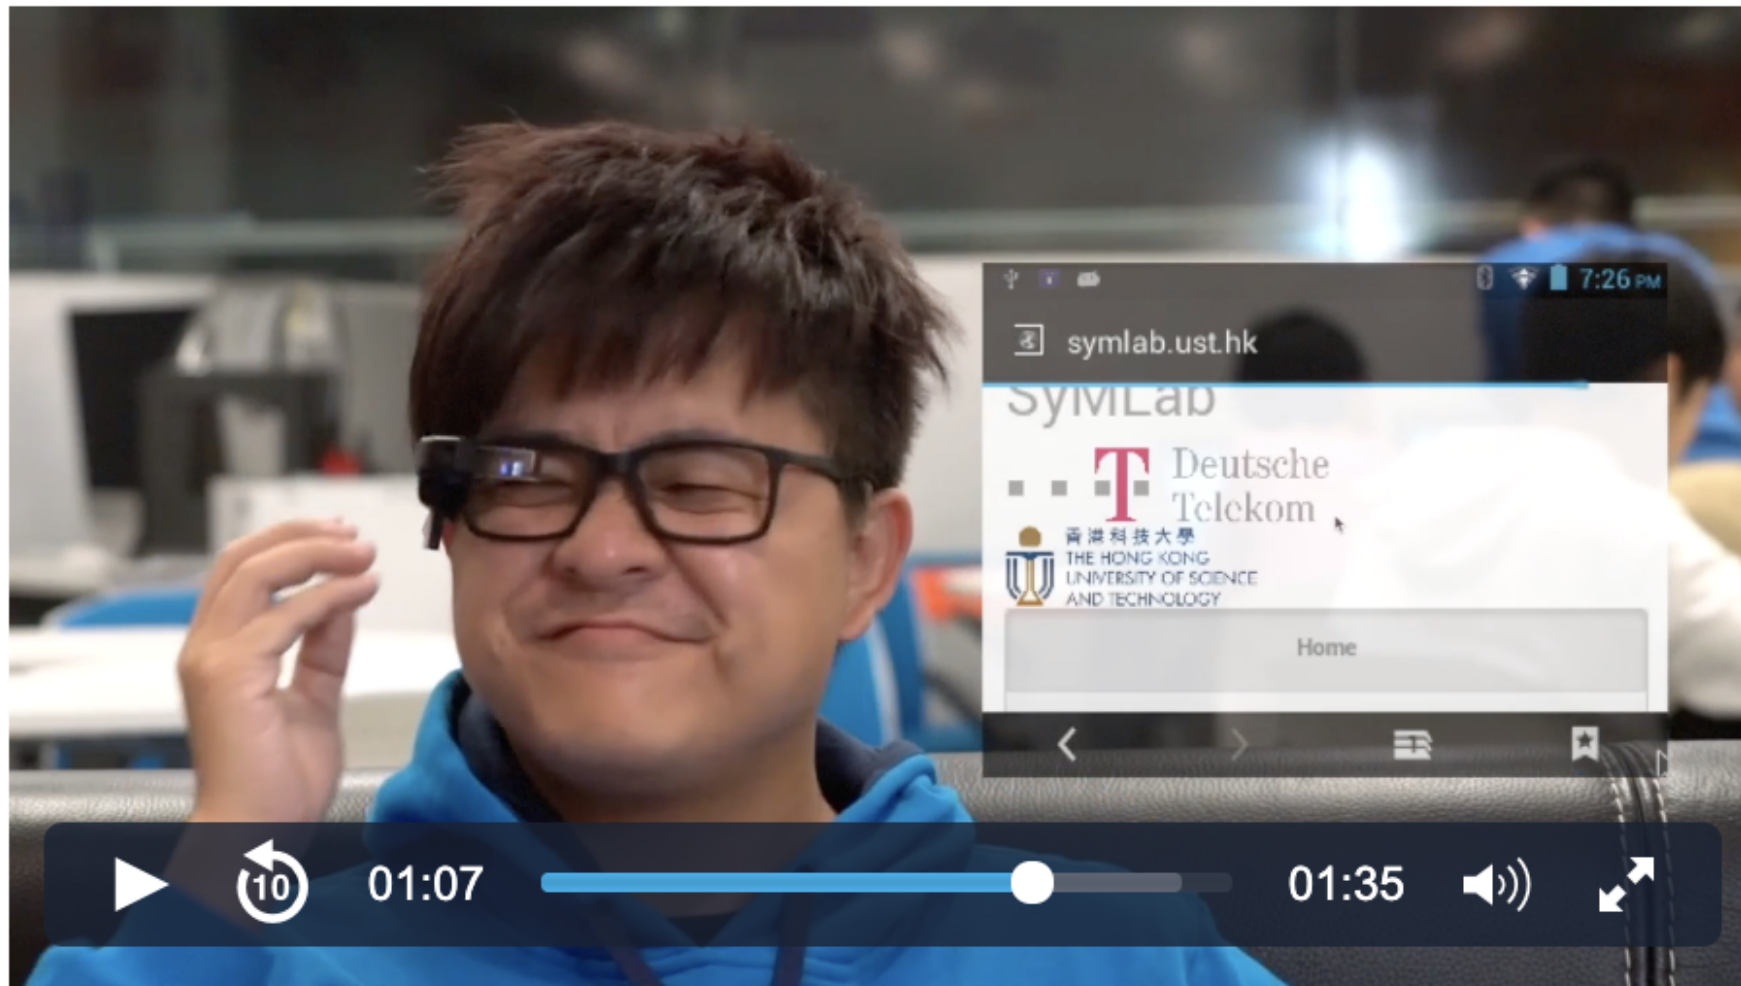 7:26 PM
symlab.ust.hk
SyMLab
Deutsche
Telekom
香港科技大學
THE HONG KONG
UNIVERSITY OF SCIENCE
AND TECHNOLOGY
Home
10
01:07
01:35